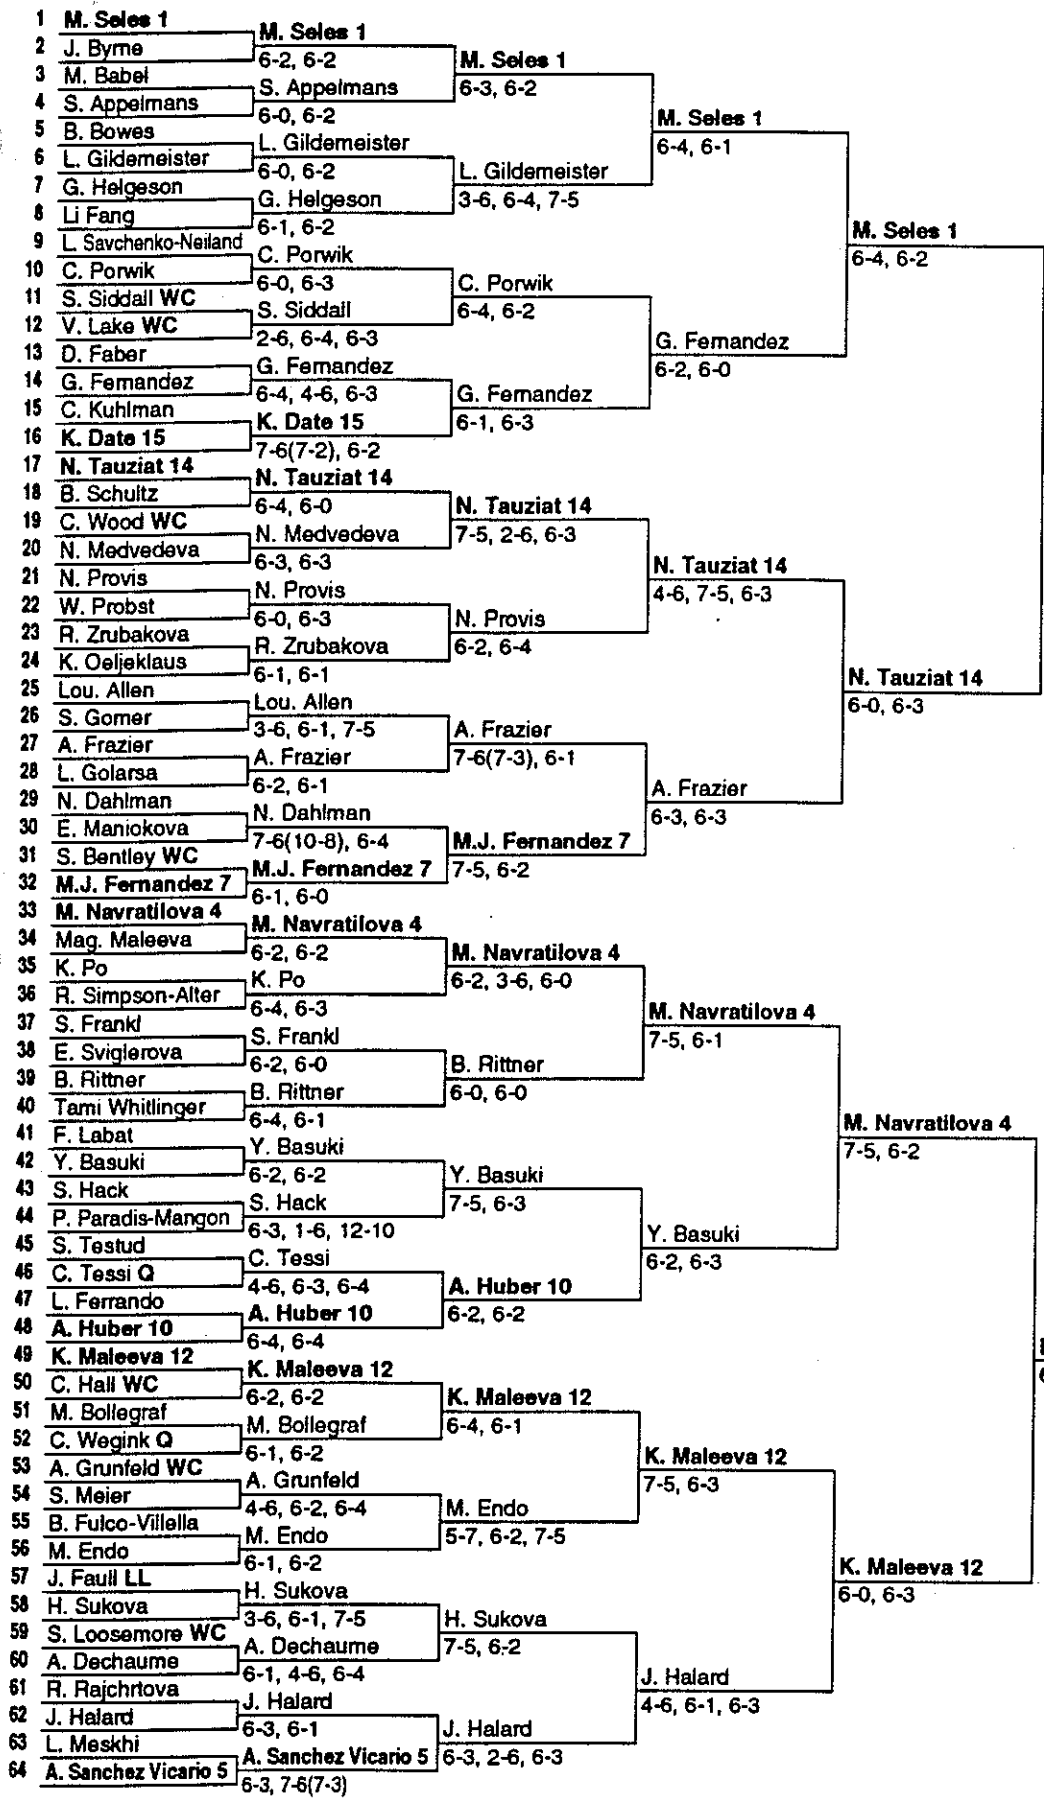 1 M. Seles 1
2 J. Byrne
3 M. Babel
4 S. Appelmans
5 B. Bowes
6 L. Gildemeister
7 G. Helgeson
8 Li Fang
9 L. Savchenko-Neiland
10 C. Porwik
11 S. Siddall WC
12 V. Lake WC
13 D. Faber
14 G. Fernandez
15 C. Kuhlman
16 K. Date 15
17 N. Tauziat 14
18 B. Schultz
19 C. Wood WC
20 N. Medvedeva
21 N. Provis
22 W. Probst
23 R. Zrubakova
24 K. Oeljeklaus
25 Lou. Allen
26 S. Gomer
27 A. Frazier
28 L. Golarsa
29 N. Dahlman
30 E. Maniokova
31 S. Bentley WC
32 M.J. Fernandez 7
33 M. Navratilova 4
34 Mag. Maleeva
35 K. Po
36 R. Simpson-Alter
37 S. Frankl
38 E. Sviglerova
39 B. Rittner
40 Tami Whitlinger
41 F. Labat
42 Y. Basuki
43 S. Hack
44 P. Paradis-Mangon
45 S. Testud
46 C. Tessi Q
47 L. Ferrando
48 A. Huber 10
49 K. Maleeva 12
50 C. Hall WC
51 M. Bollegraf
52 C. Wegink Q
53 A. Grunfeld WC
54 S. Meier
55 B. Fulco-Villella
56 M. Endo
57 J. Faull LL
58 H. Sukova
59 S. Loosemore WC
60 A. Dechaume
61 R. Rajchrtova
62 J. Halard
63 L. Meskhi
64 A. Sanchez Vicario 5
M. Seles 1
6-2, 6-2
S. Appelmans
6-0, 6-2
L. Gildemeister
6-0, 6-2
G. Helgeson
6-1, 6-2
C. Porwik
6-0, 6-3
S. Siddall
2-6, 6-4, 6-3
G. Fernandez
6-4, 4-6, 6-3
K. Date 15
7-6(7-2), 6-2
N. Tauziat 14
6-4, 6-0
N. Medvedeva
6-3, 6-3
N. Provis
6-0, 6-3
R. Zrubakova
6-1, 6-1
Lou. Allen
3-6, 6-1, 7-5
A. Frazier
6-2, 6-1
N. Dahlman
7-6(10-8), 6-4
M.J. Fernandez 7
6-1, 6-0
M. Navratilova 4
6-2, 6-2
K. Po
6-4, 6-3
S. Frankl
6-2, 6-0
B. Rittner
6-4, 6-1
Y. Basuki
6-2, 6-2
S. Hack
6-3, 1-6, 12-10
C. Tessi
4-6, 6-3, 6-4
A. Huber 10
6-4, 6-4
K. Maleeva 12
6-2, 6-2
M. Bollegraf
6-1, 6-2
A. Grunfeld
4-6, 6-2, 6-4
M. Endo
6-1, 6-2
H. Sukova
3-6, 6-1, 7-5
A. Dechaume
6-1, 4-6, 6-4
J. Halard
6-3, 6-1
A. Sanchez Vicario 5
6-3, 7-6(7-3)
M. Seles 1
6-3, 6-2
L. Gildemeister
3-6, 6-4, 7-5
C. Porwik
6-4, 6-2
G. Fernandez
6-1, 6-3
N. Tauziat 14
7-5, 2-6, 6-3
N. Provis
6-2, 6-4
A. Frazier
7-6(7-3), 6-1
M.J. Fernandez 7
7-5, 6-2
M. Navratilova 4
6-2, 3-6, 6-0
B. Rittner
6-0, 6-0
Y. Basuki
7-5, 6-3
A. Huber 10
6-2, 6-2
K. Maleeva 12
6-4, 6-1
M. Endo
5-7, 6-2, 7-5
H. Sukova
7-5, 6-2
J. Halard
6-3, 2-6, 6-3
M. Seles 1
6-4, 6-1
G. Fernandez
6-2, 6-0
N. Tauziat 14
4-6, 7-5, 6-3
A. Frazier
6-3, 6-3
M. Navratilova 4
7-5, 6-1
Y. Basuki
6-2, 6-3
K. Maleeva 12
7-5, 6-3
J. Halard
4-6, 6-1, 6-3
M. Seles 1
6-4, 6-2
N. Tauziat 14
6-0, 6-3
M. Navratilova 4
7-5, 6-2
K. Maleeva 12
6-0, 6-3